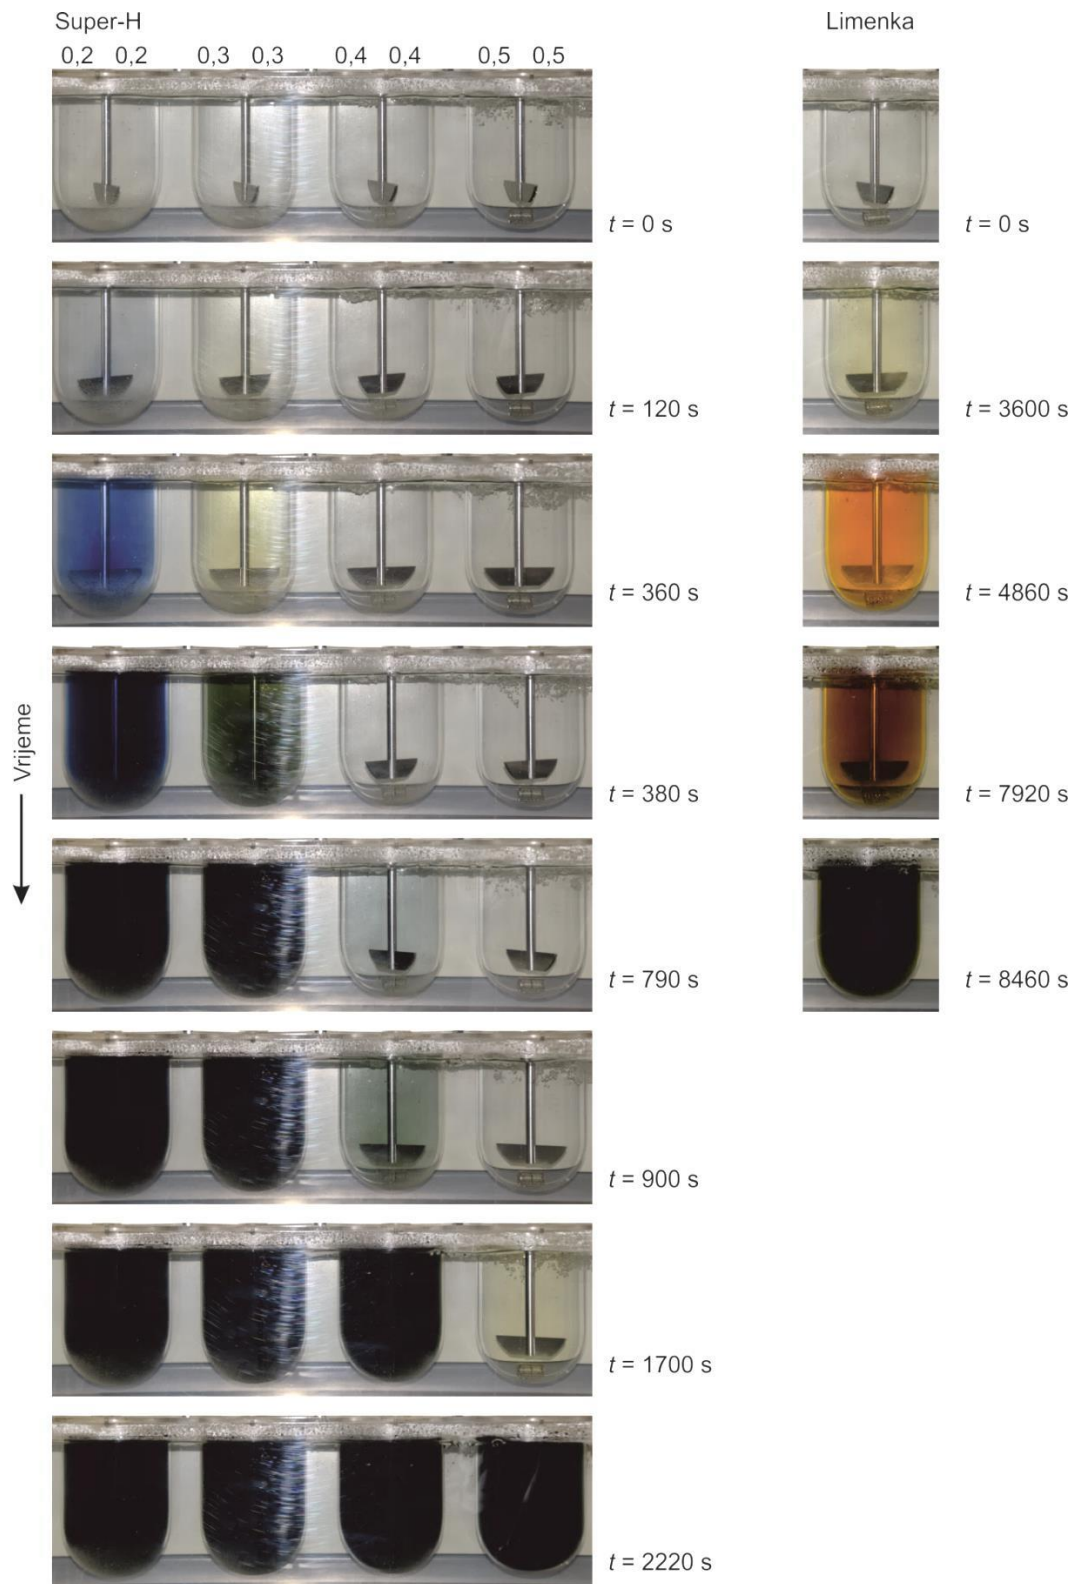 Super-H
Limenka
0,2 0,2 0,3 0,3 0,4 0,4 0,5 0,5
t = 0 s
t = 0 s
t = 120 s
t = 3600 s
t = 360 s
t = 4860 s
Vrijeme
t = 380 s
t = 7920 s
t = 790 s
t = 8460 s
t = 900 s
t = 1700 s
t = 2220 s